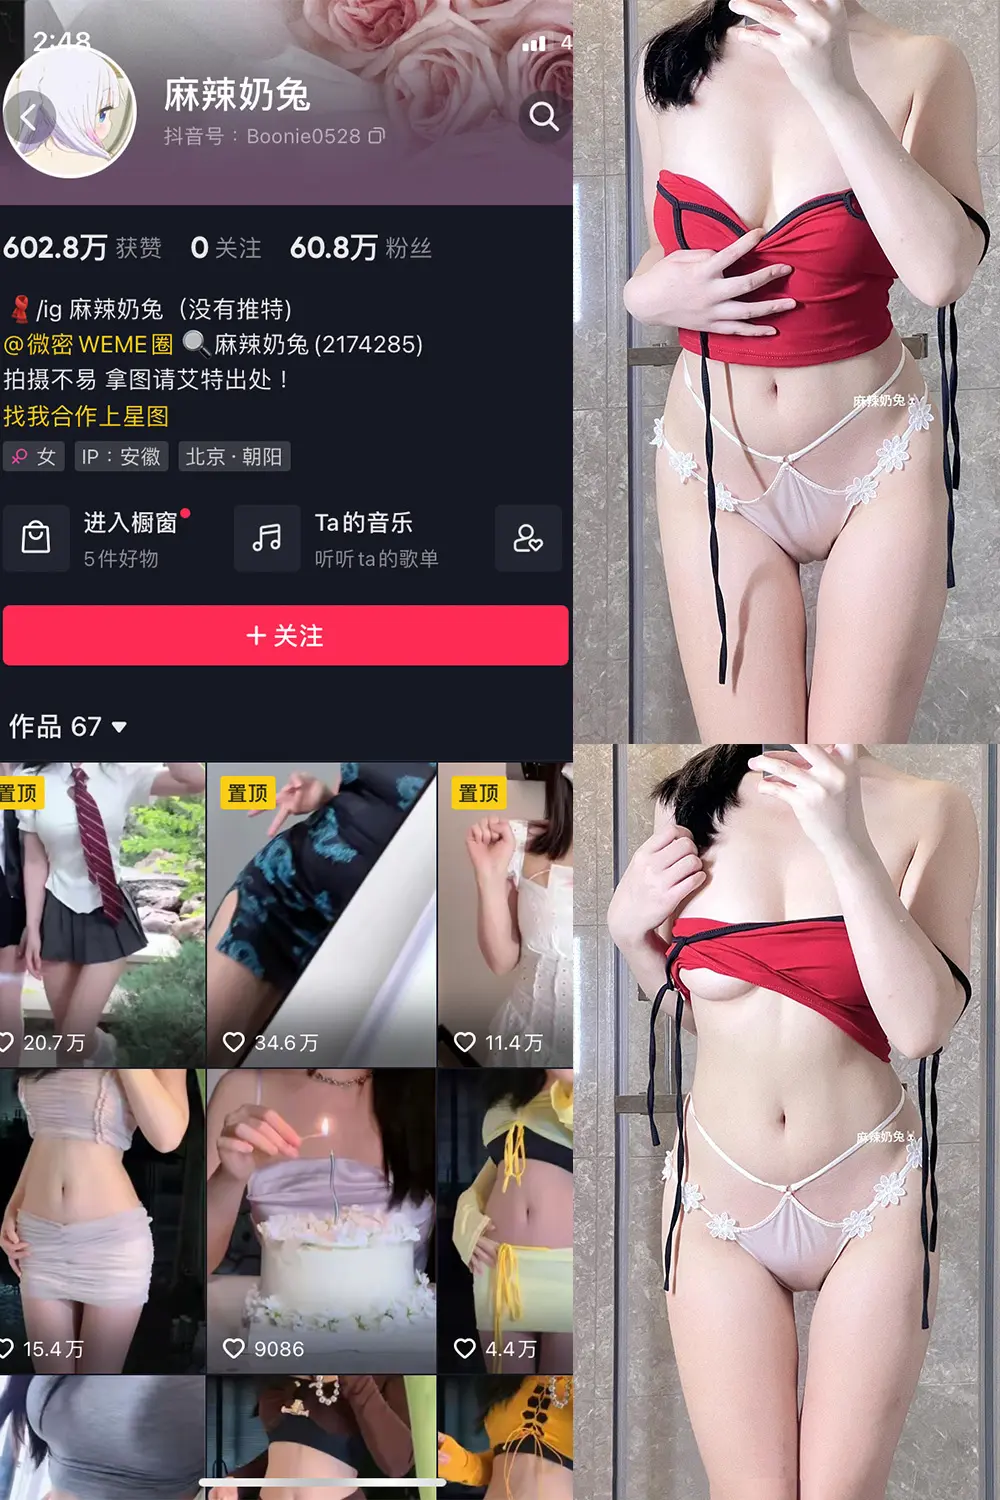 2:48
4
麻辣奶兔
抖音号：Boonie0528
602.8万 获赞 0 关注 60.8万 粉丝
/ig 麻辣奶兔（没有推特)
@微密WEME圈 麻辣奶兔(2174285)
拍摄不易 拿图请艾特出处！
找我合作上星图
女 IP：安徽 北京·朝阳
进入橱窗 Ta的音乐
5件好物 听听ta的歌单
+ 关注
作品 67
置顶 置顶 置顶
20.7万 34.6万 11.4万
15.4万 9086 4.4万
麻辣奶兔
麻辣奶兔